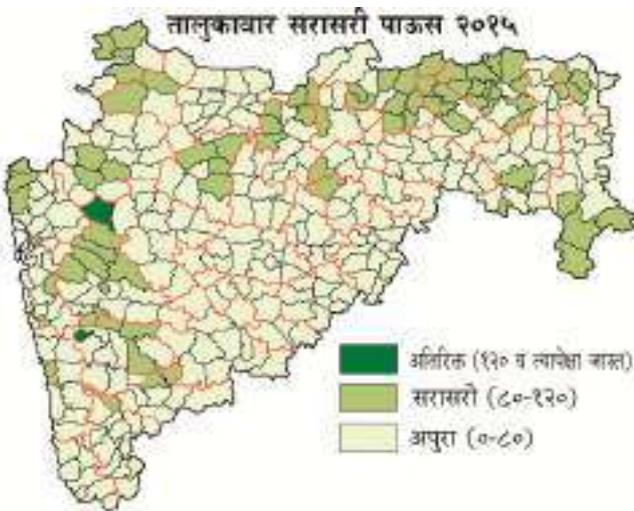 तालुकावार सरासरी पाऊस २०१५
अतिरिक्त (१२० व त्यापेक्षा जास्त)
सरासरी (८०-१२०)
अपुरा (०-८०)